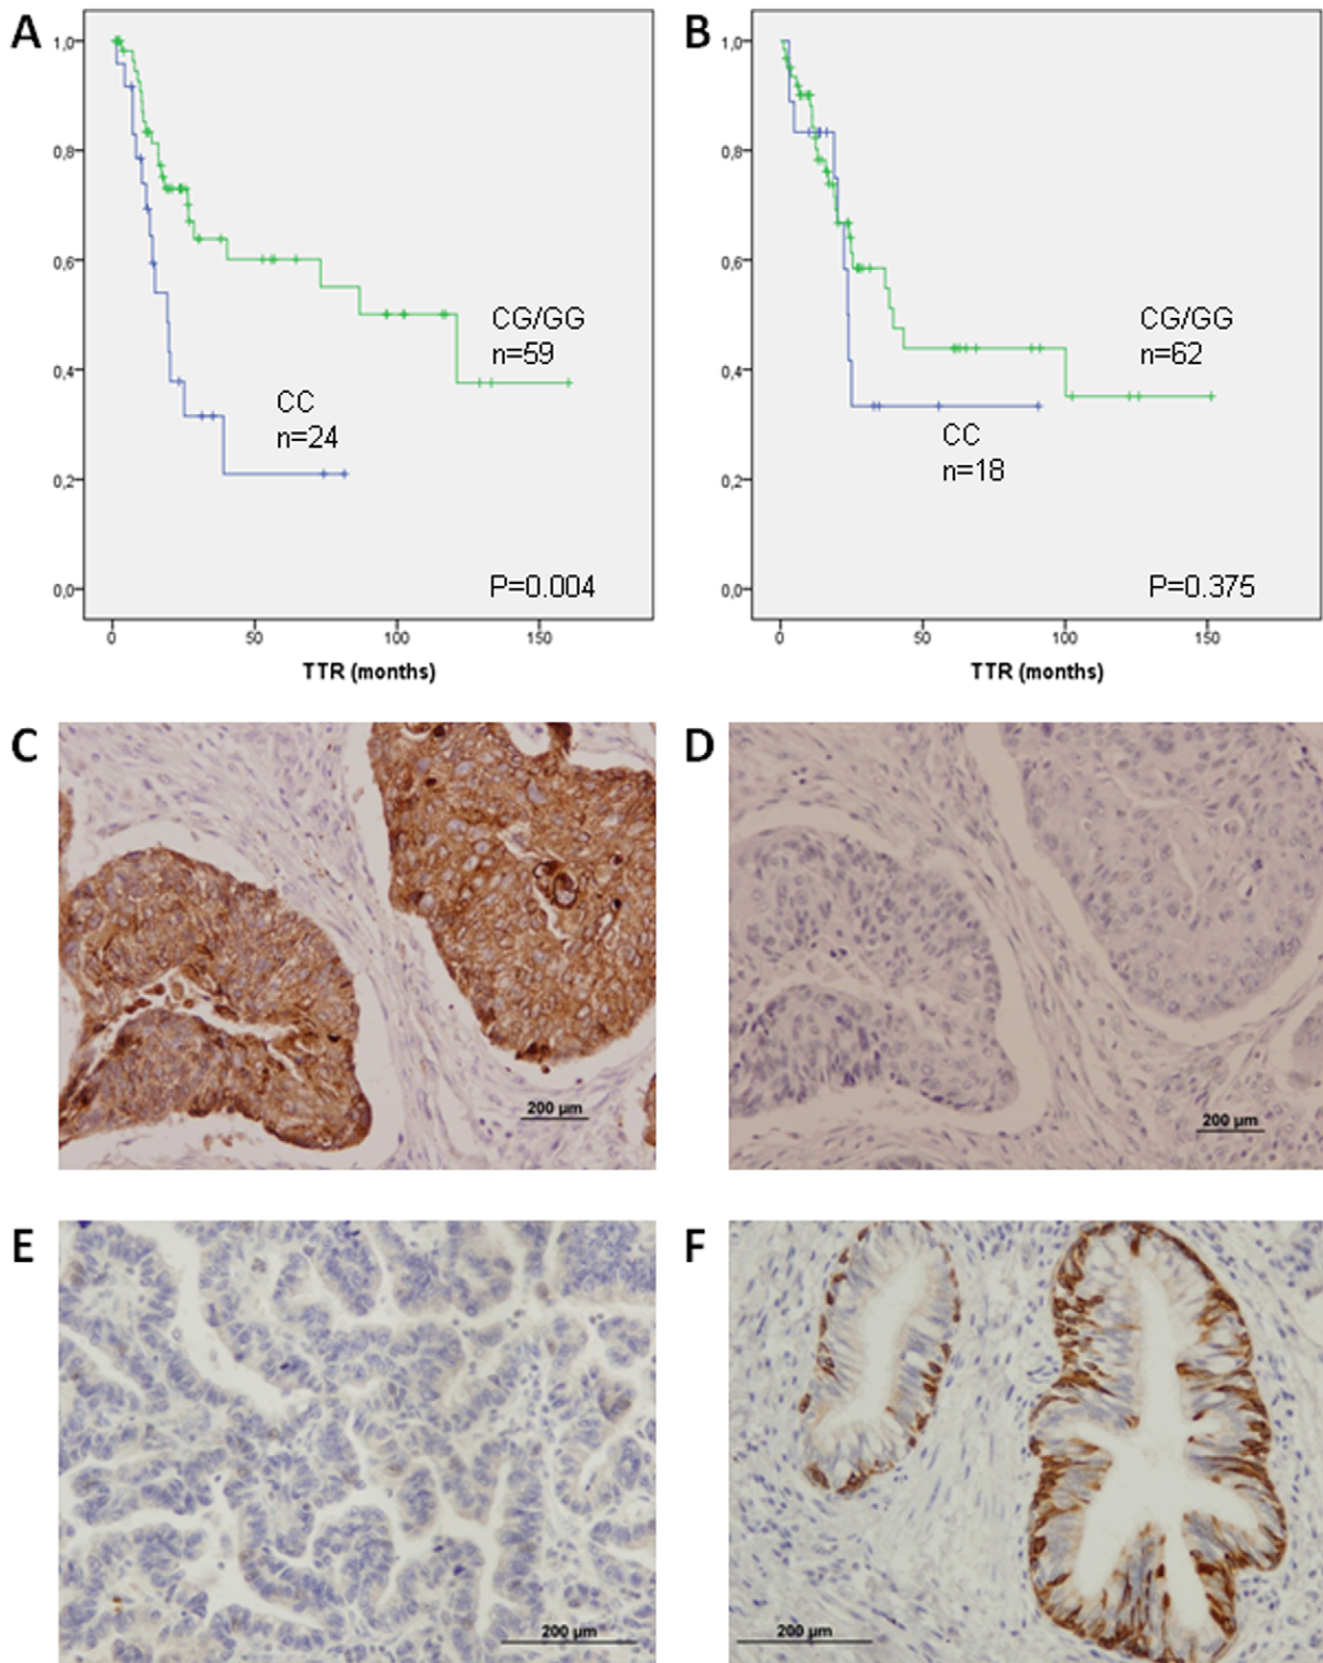 A
1,0
0,8
0,6
0,4
0,2
0,0
CG/GG
n=59
CC
n=24
P=0.004
0
50
100
150
TTR (months)
B
1,0
0,8
0,6
0,4
0,2
0,0
CG/GG
n=62
CC
n=18
P=0.375
0
50
100
150
TTR (months)
C
200 µm
D
200 µm
E
200 µm
F
200 µm